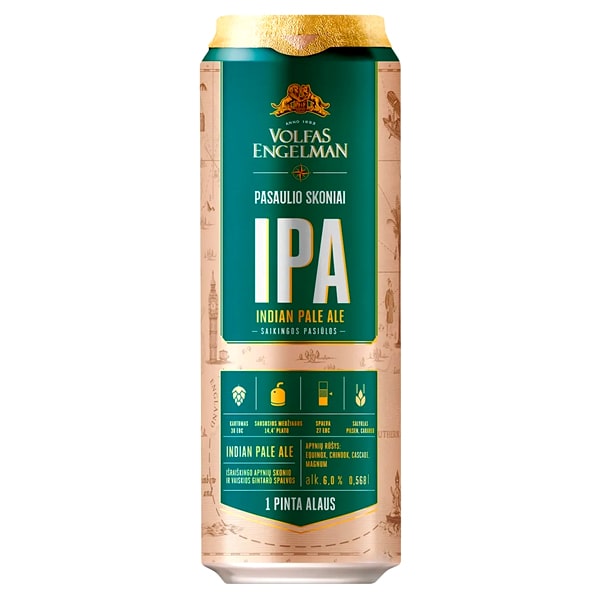 ANNO 1853
VOLFAS
ENGELMAN
PASAULIO SKONIAI
IPA
INDIAN PALE ALE
SAIKINGOS PASIŪLOS
KARTUMAS
38 EBC
SAUSOSIOS MEDŽIAGOS
14,4° PLATO
SPALVA
27 EBC
SALYKLAS
PILSEN, CARARED
INDIAN PALE ALE
IŠRAIŠKINGO APYNIŲ SKONIO
IR VAISKIOS GINTARO SPALVOS
APYNIŲ RŪŠYS:
EQUINOX, CHINOOK, CASCADE,
MAGNUM
alk. 6,0 % 0,568 l
1 PINTA ALAUS
ENGLAND